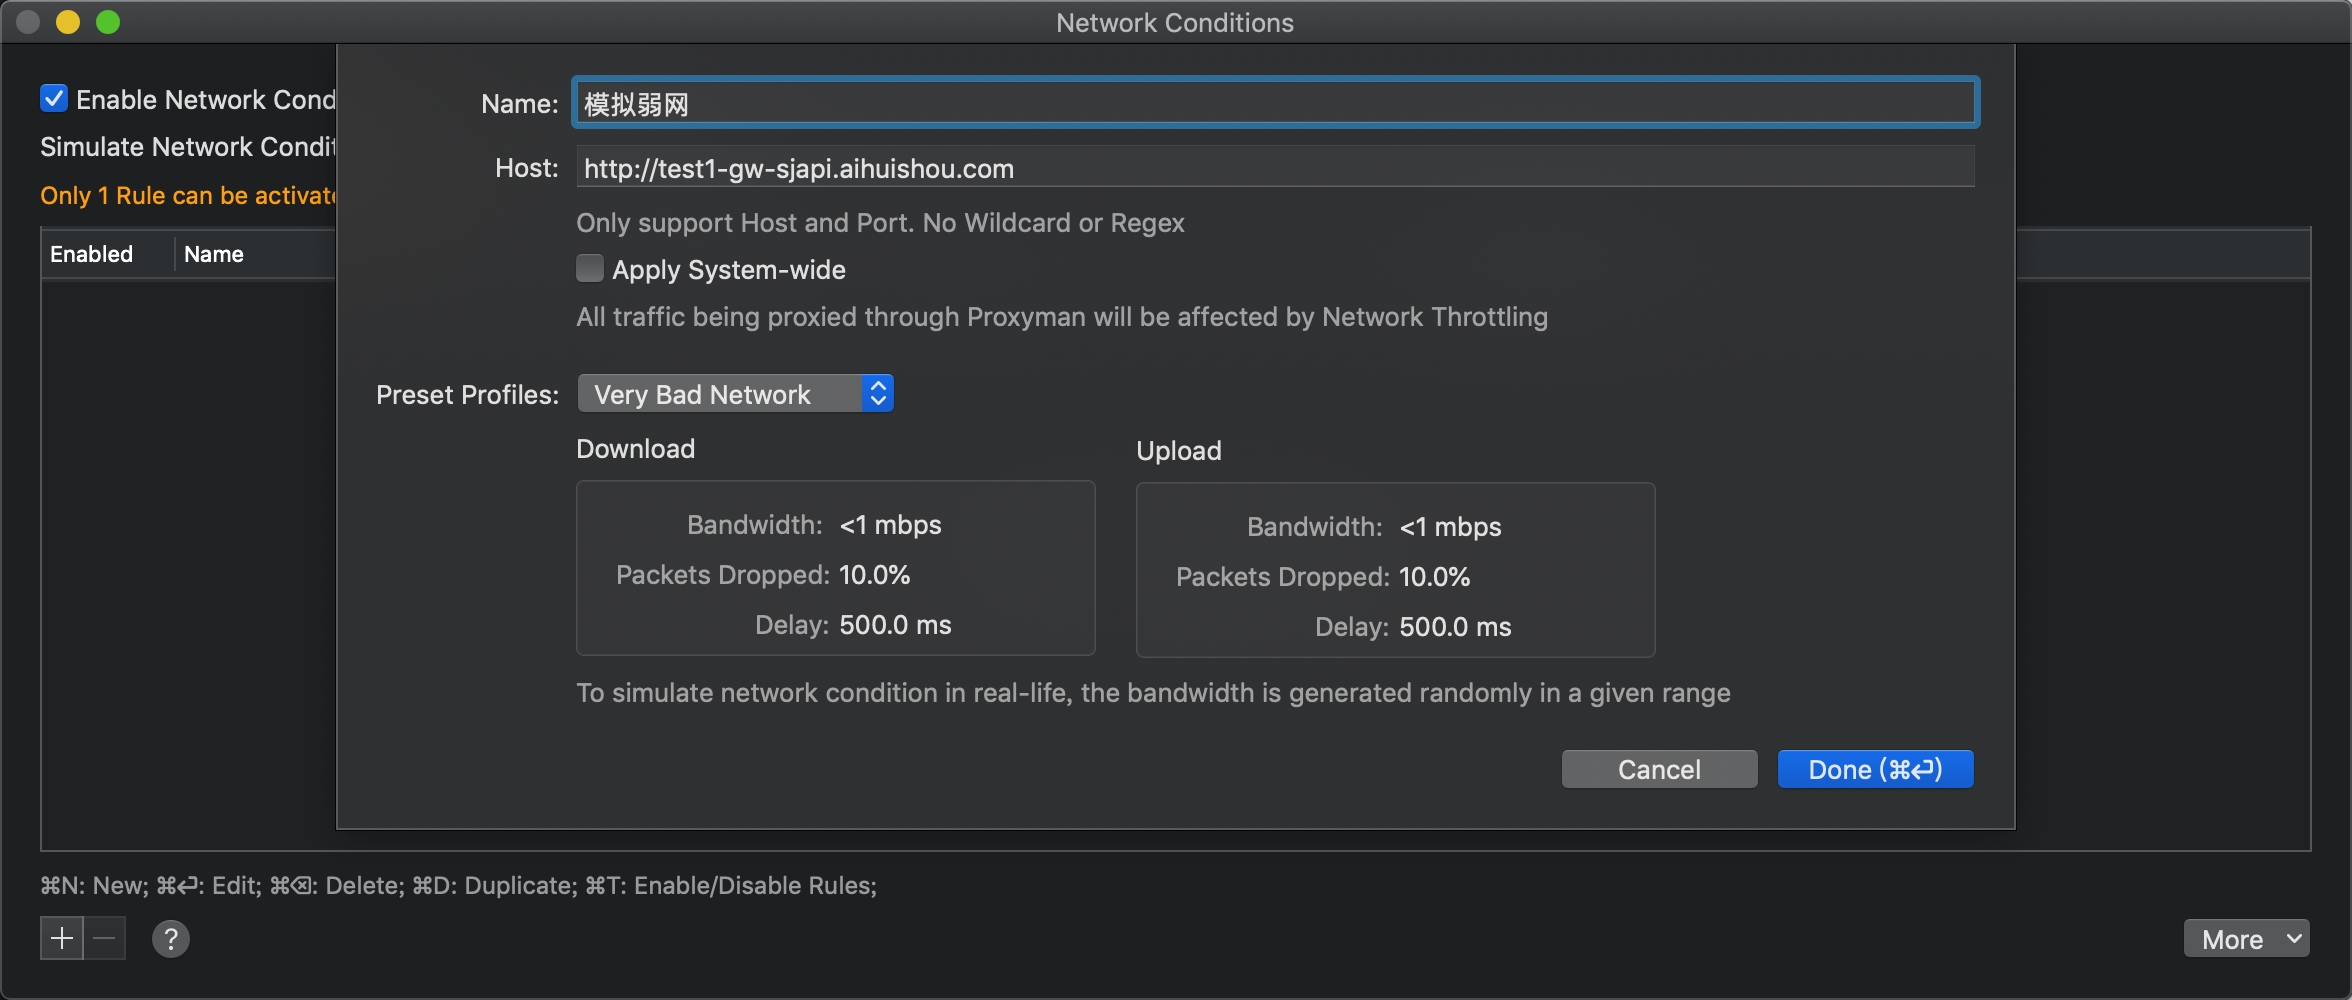 Network Conditions
Enable Network Cond
Simulate Network Condit
Only 1 Rule can be activate
Enabled Name
Name: 模拟弱网
Host: http://test1-gw-sjapi.aihuishou.com
Only support Host and Port. No Wildcard or Regex
Apply System-wide
All traffic being proxied through Proxyman will be affected by Network Throttling
Preset Profiles: Very Bad Network
Download
Bandwidth: <1 mbps
Packets Dropped: 10.0%
Delay: 500.0 ms
Upload
Bandwidth: <1 mbps
Packets Dropped: 10.0%
Delay: 500.0 ms
To simulate network condition in real-life, the bandwidth is generated randomly in a given range
Cancel Done (⌘↩)
⌘N: New; ⌘↩: Edit; ⌘⌫: Delete; ⌘D: Duplicate; ⌘T: Enable/Disable Rules;
+ − ? More